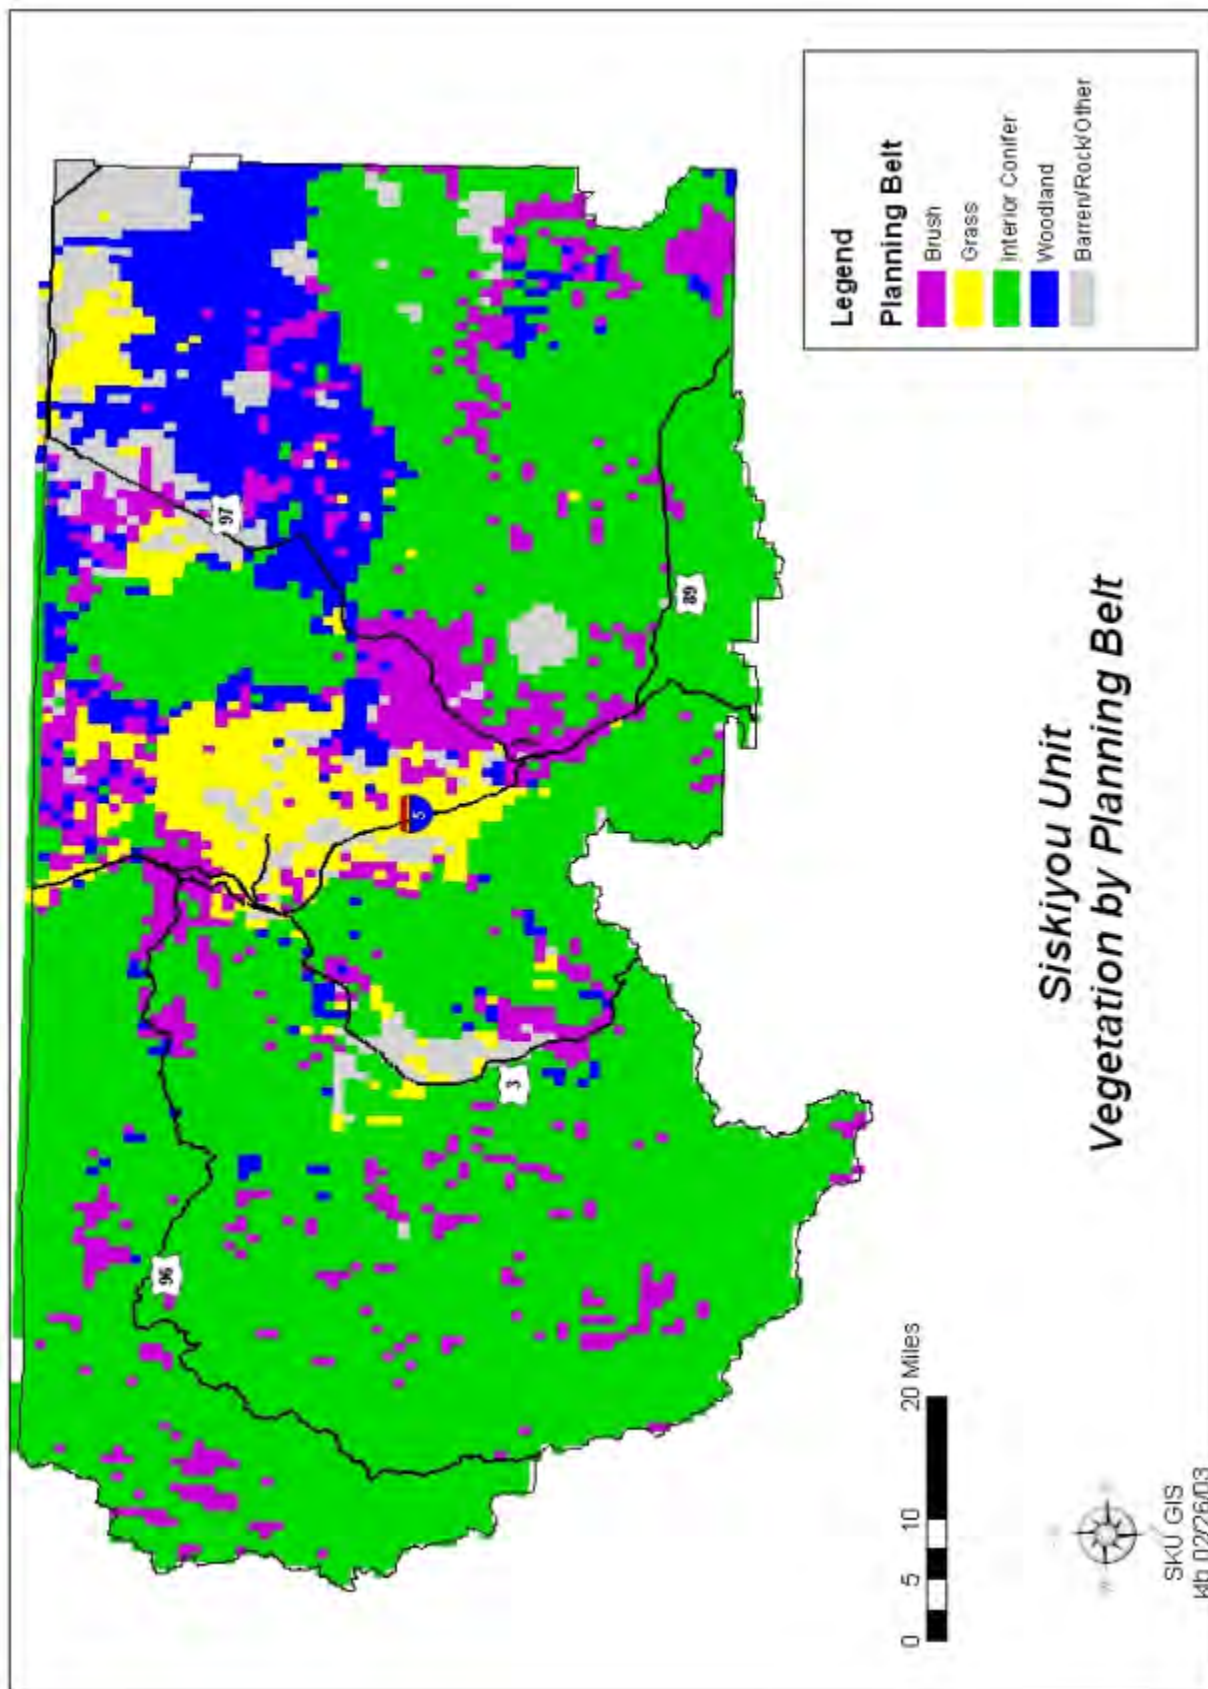 97
89
5
3
96
Legend
Planning Belt
Brush
Grass
Interior Conifer
Woodland
Barren/Rock/Other
Siskiyou Unit
Vegetation by Planning Belt
0 5 10 20 Miles
SKU GIS
02/26/03